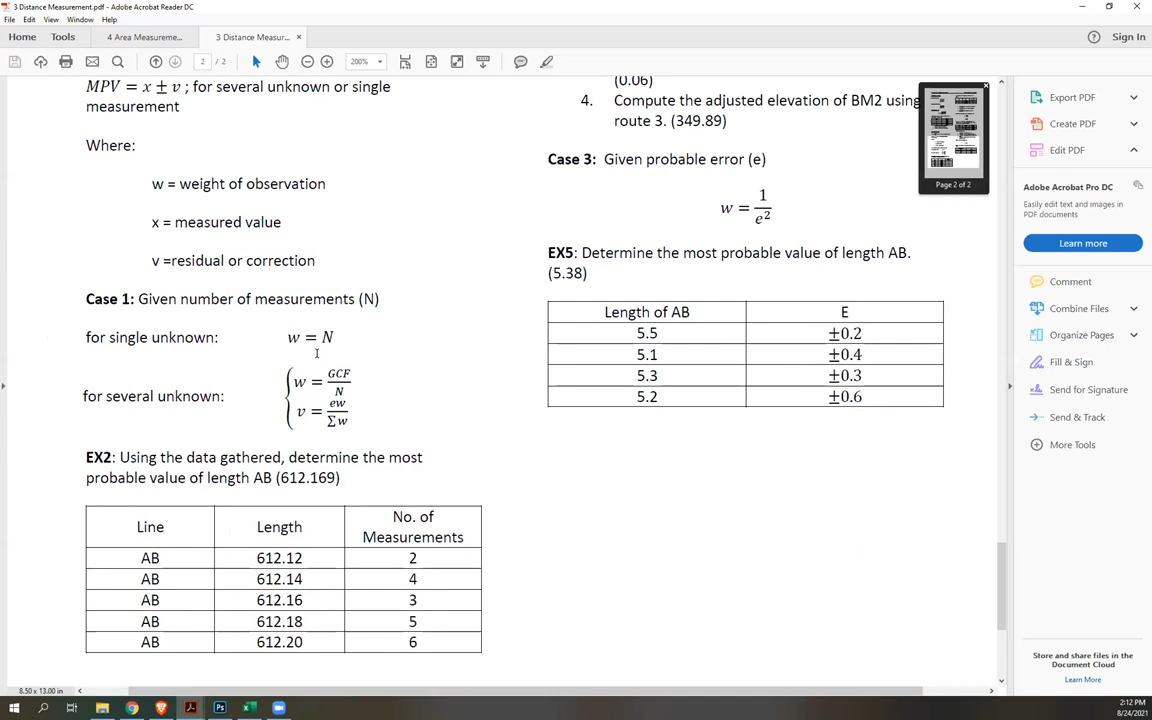 3 Distance Measurement.pdf - Adobe Acrobat Reader DC
File Edit View Window Help
Home Tools 4 Area Measureme... 3 Distance Measur... ×
Sign In
2 / 2 200%
MPV = x ± v ; for several unknown or single
measurement
Where:
w = weight of observation
x = measured value
v =residual or correction
Case 1: Given number of measurements (N)
for single unknown: w = N
for several unknown: w = GCF/N
v = ew/∑w
EX2: Using the data gathered, determine the most
probable value of length AB (612.169)
Line Length No. of Measurements
AB 612.12 2
AB 612.14 4
AB 612.16 3
AB 612.18 5
AB 612.20 6
(0.06)
4. Compute the adjusted elevation of BM2 using
route 3. (349.89)
Case 3: Given probable error (e)
w = 1/e²
EX5: Determine the most probable value of length AB.
(5.38)
Length of AB E
5.5 ±0.2
5.1 ±0.4
5.3 ±0.3
5.2 ±0.6
Page 2 of 2
Export PDF
Create PDF
Edit PDF
Adobe Acrobat Pro DC
Easily edit text and images in
PDF documents
Learn more
Comment
Combine Files
Organize Pages
Fill & Sign
Send for Signature
Send & Track
More Tools
Store and share files in the
Document Cloud
Learn More
8.50 x 13.00 in
2:12 PM
8/24/2021